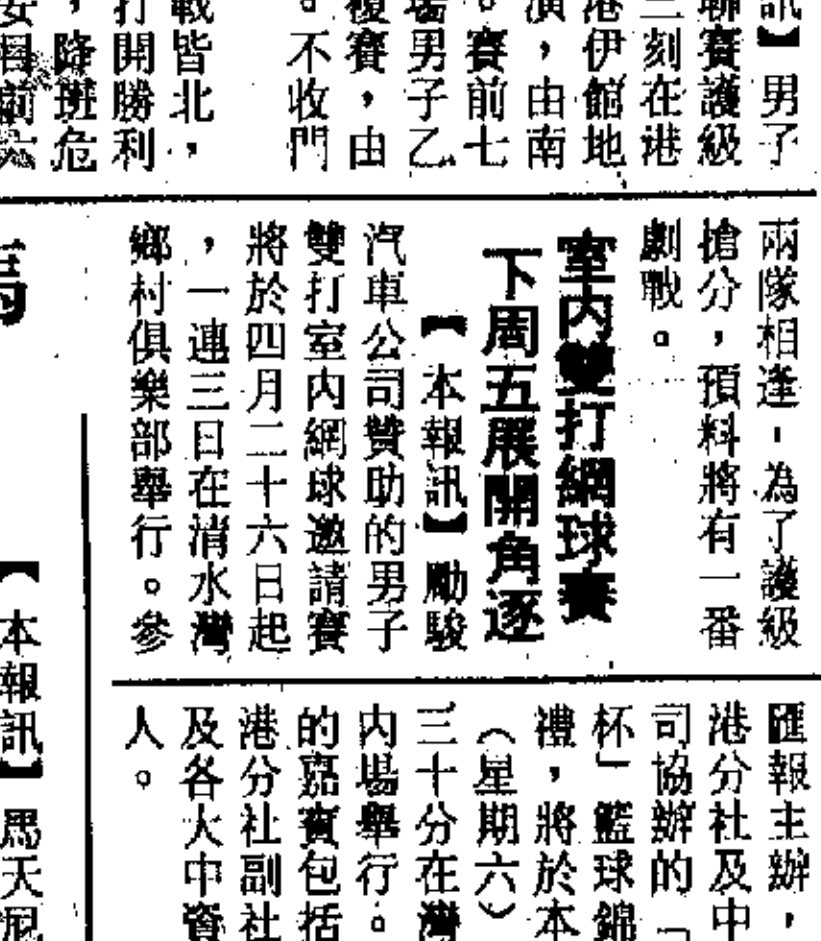 訊】男子
聯賽護級
三刻在港
港伊館地
演，由南
。賽前七
場男子乙
複賽，由
。不收門
戰皆北，
打開勝利
，降班危
目前六
兩隊相逢，為了護級
搶分，預料將有一番
劇戰。
室內雙打網球賽
下周五展開角逐
【本報訊】勵駿
汽車公司贊助的男子
雙打室內網球邀請賽
將於四月二十六日起
，一連三日在清水灣
鄉村俱樂部舉行。參
匯報主辦，
港分社及中
司協辦的「
杯」籃球錦
禮，將於本
（星期六）
三十分在灣
內場舉行。
的嘉賓包括
港分社副社
及各大中資
人。
【本報訊】馬天尼